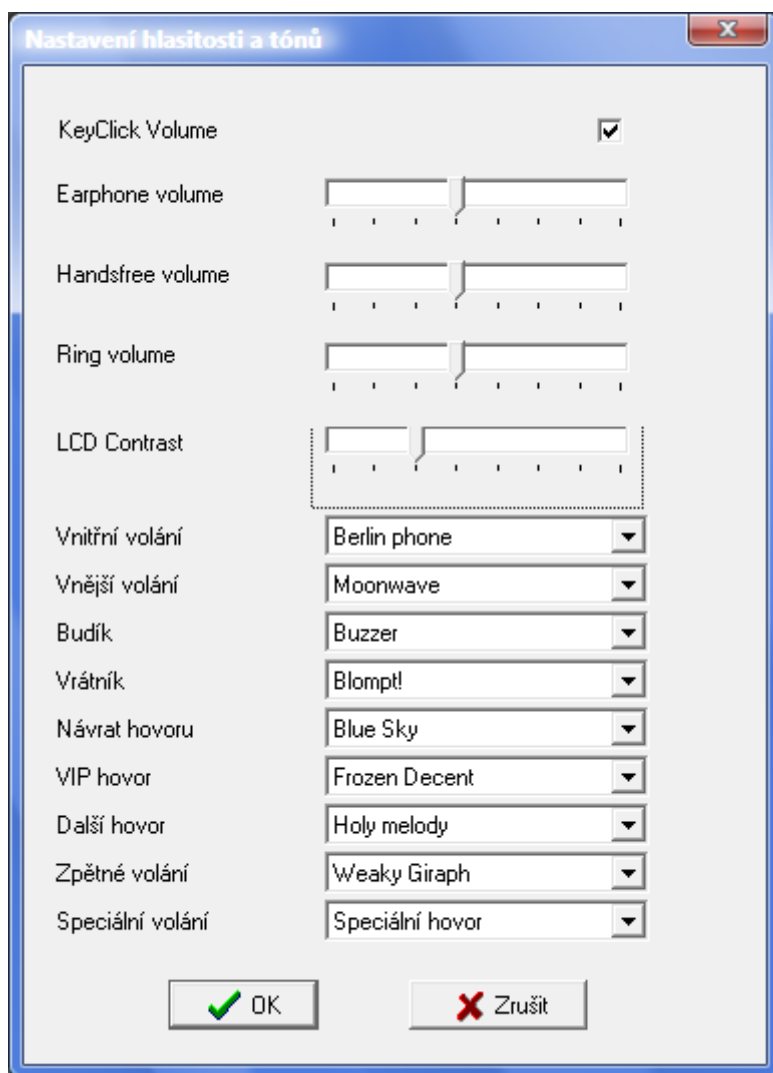 Nastavení hlasitosti a tónů
KeyClick Volume
Earphone volume
Handsfree volume
Ring volume
LCD Contrast
Vnitřní volání Berlin phone
Vnější volání Moonwave
Budík Buzzer
Vrátník Blompt!
Návrat hovoru Blue Sky
VIP hovor Frozen Decent
Další hovor Holy melody
Zpětné volání Weaky Giraph
Speciální volání Speciální hovor
OK Zrušit